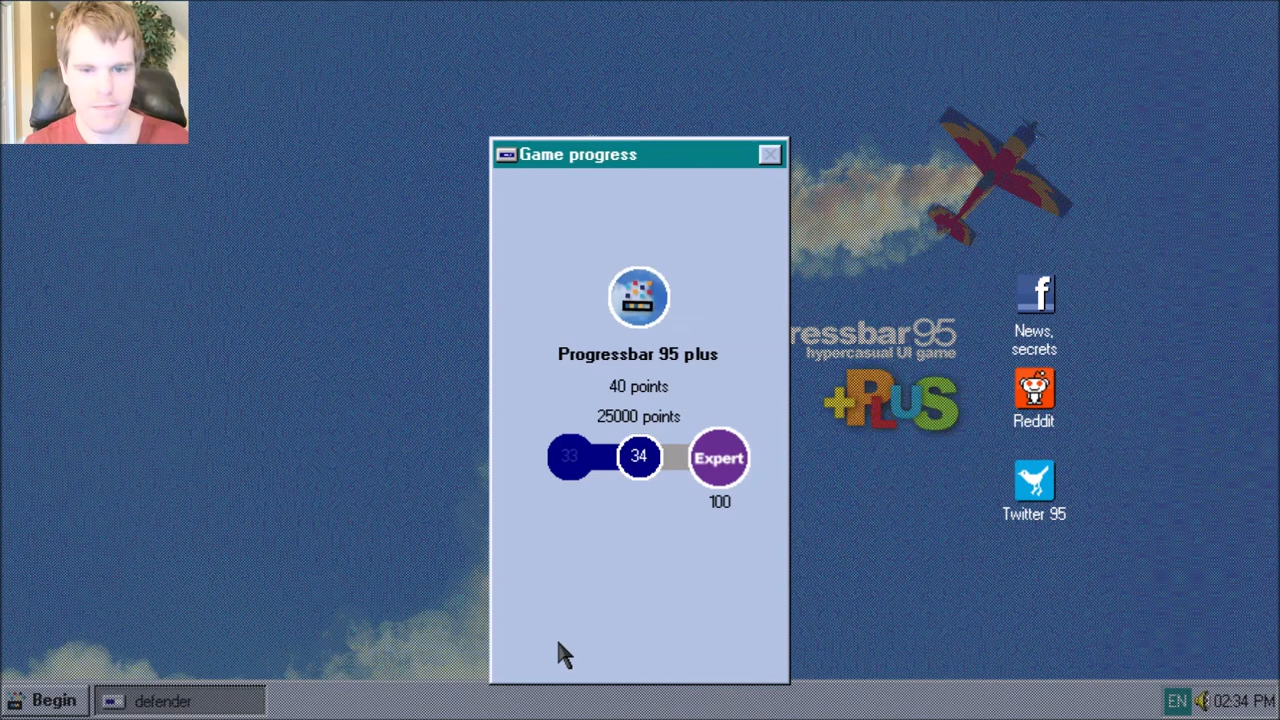 Game progress
Progressbar 95 plus
40 points
25000 points
33
34
Expert
100
ressbar95
hypercasual UI game
+PLUS
f
News,
secrets
Reddit
Twitter 95
Begin
defender
EN
02:34 PM